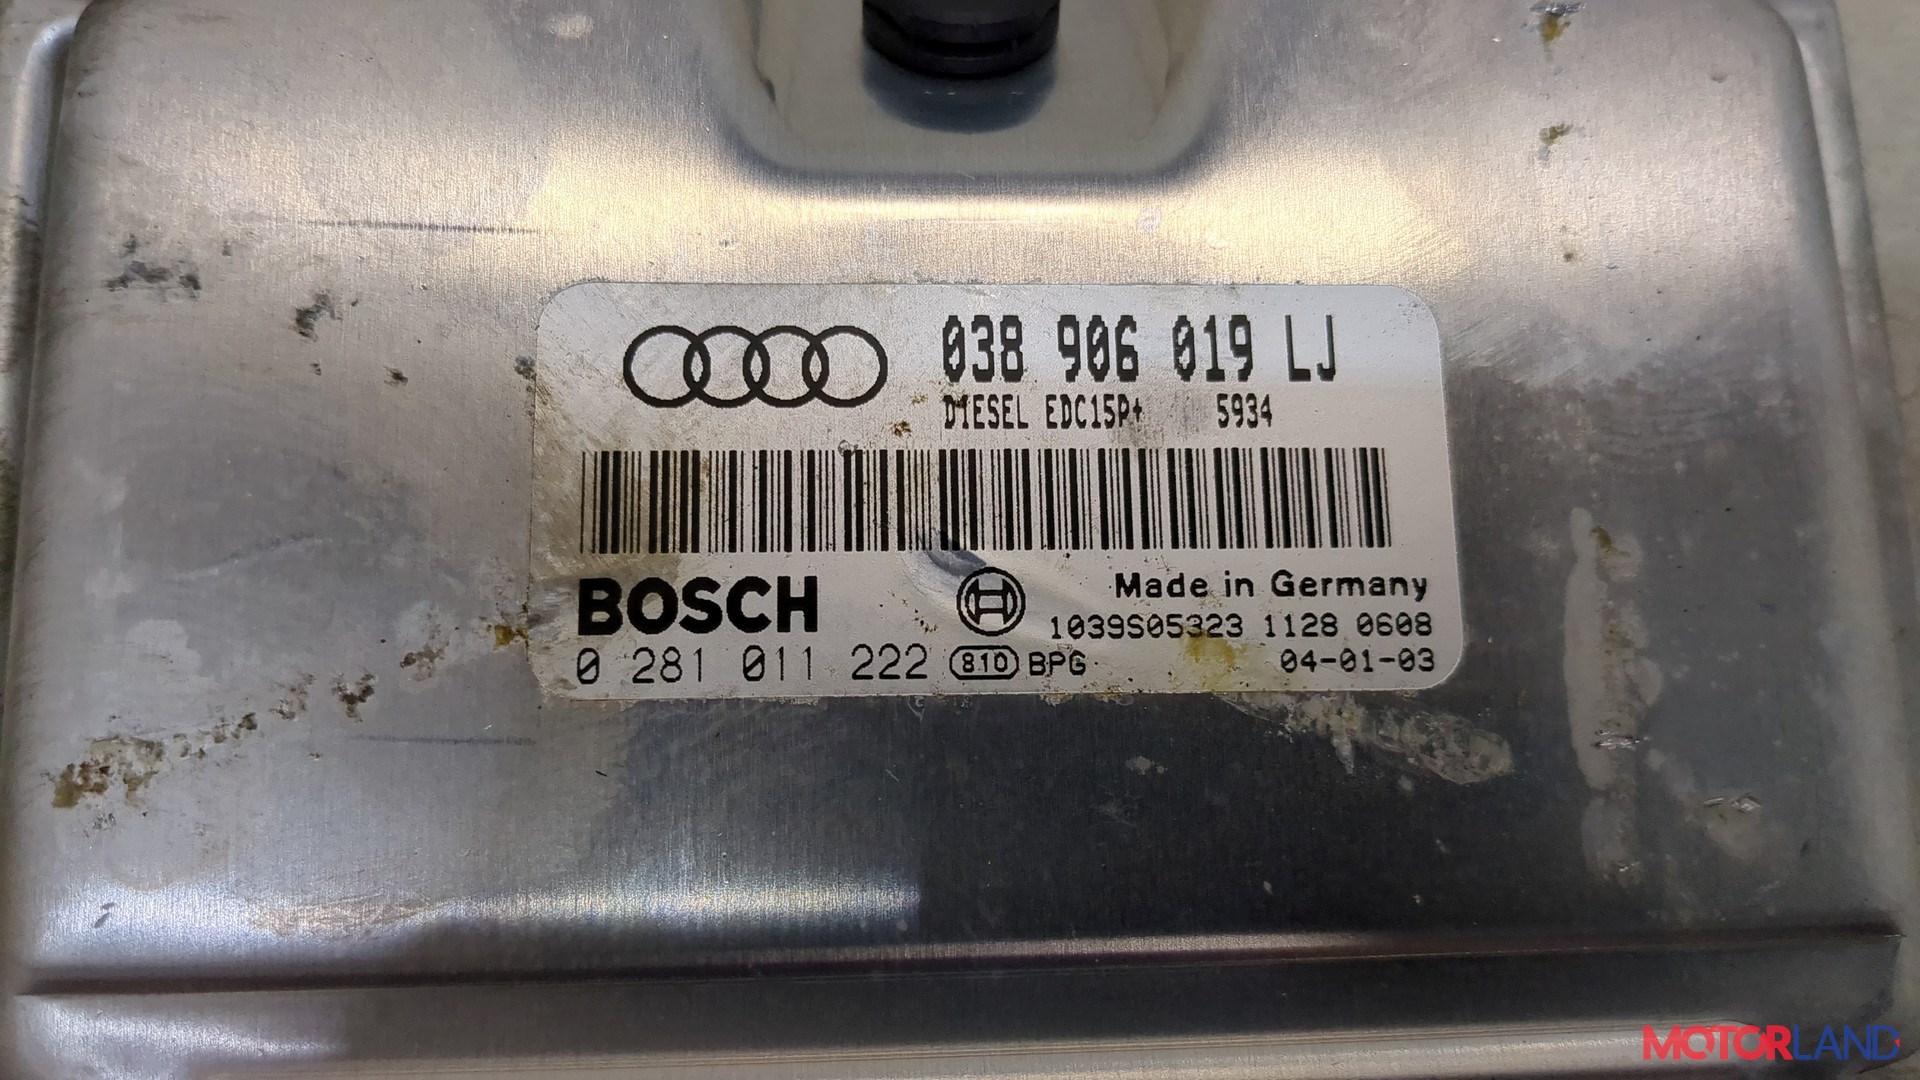 038 906 019 LJ
DIESEL EDC15P+ 5934
BOSCH
Made in Germany
1039S05323 1128 0608
0 281 011 222 810 BPG
04-01-03
MOTORLAND